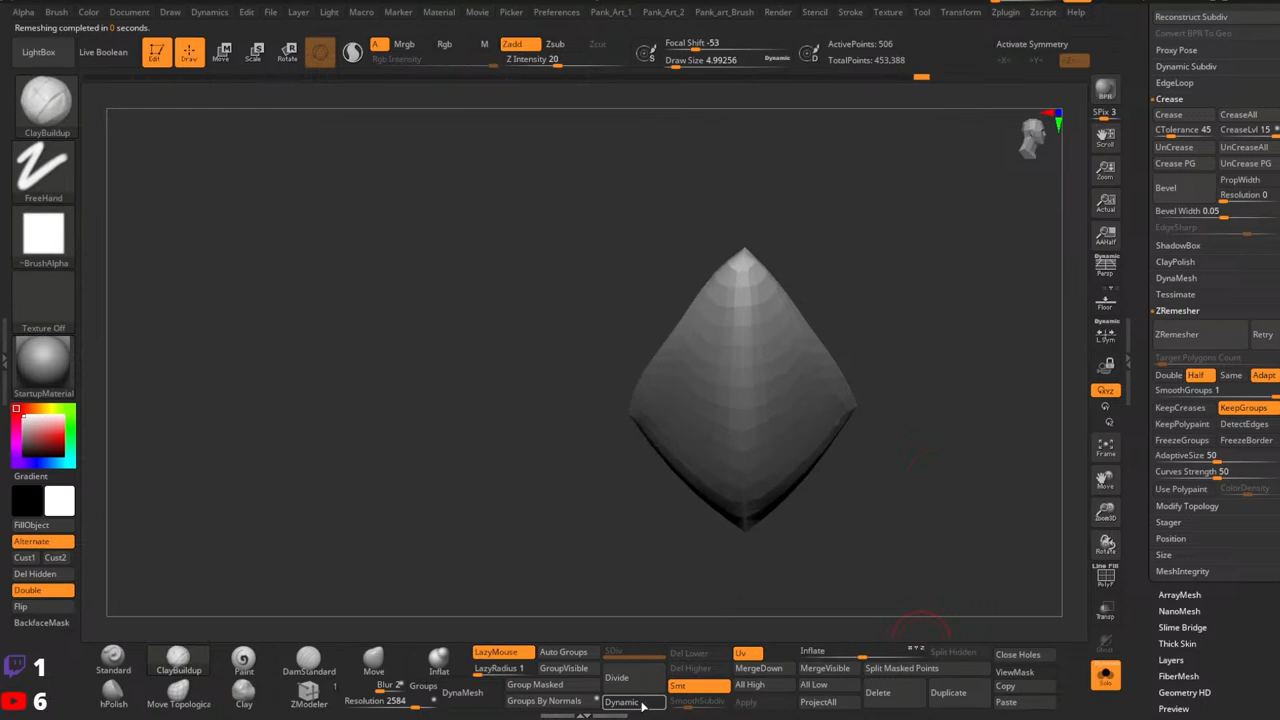 Alpha Brush Color Document Draw Dynamics Edit File Layer Light Macro Marker Material Movie Picker Preferences Pank_Art_1 Pank_Art_2 Pank_art_Brush Render Stencil Stroke Texture Tool Transform Zplugin Zscript Help
Remeshing completed in 0 seconds.
LightBox Live Boolean Edit Draw Move Scale Rotate A Mrgb Rgb M Zadd Zsub Zcut Focal Shift -53 ActivePoints: 506 Activate Symmetry
Rgb Intensity Z Intensity 20 Draw Size 4.99256 Dynamic TotalPoints: 453,388 >X< >Y< >Z<
S
D
ClayBuildup
FreeHand
~BrushAlpha
Texture Off
StartupMaterial
Gradient
FillObject
Alternate
Cust1 Cust2
Del Hidden
Double
Flip
BackfaceMask
BPR
SPix 3
Scroll
Zoom
Actual
AAHalf
Dynamic
Persp
Floor
Dynamic
L.Sym
XYZ
Frame
Move
Zoom3D
Rotate
Line Fill
PolyF
Transp
Ghost
Dynamic
Solo
Reconstruct Subdiv
Convert BPR To Geo
Proxy Pose
Dynamic Subdiv
EdgeLoop
Crease
Crease CreaseAll
CTolerance 45 CreaseLvl 15
UnCrease UnCreaseAll
Crease PG UnCrease PG
Bevel PropWidth
Resolution 0
Bevel Width 0.05
EdgeSharp
ShadowBox
ClayPolish
DynaMesh
Tessimate
ZRemesher
ZRemesher Retry
Target Polygons Count
Double Half Same Adapt
SmoothGroups 1
KeepCreases KeepGroups
KeepPolypaint DetectEdges
FreezeGroups FreezeBorder
AdaptiveSize 50
Curves Strength 50
Use Polypaint ColorDensity
Modify Topology
Stager
Position
Size
MeshIntegrity
ArrayMesh
NanoMesh
Slime Bridge
Thick Skin
Layers
FiberMesh
Geometry HD
Preview
1
6
Standard ClayBuildup Paint DamStandard Move Inflat
hPolish Move Topologica Clay ZModeler
1
LazyMouse Auto Groups SDiv Del Lower Uv Inflate XYZ Split Hidden Close Holes
LazyRadius 1 GroupVisible Divide Del Higher MergeDown MergeVisible Split Masked Points ViewMask
Blur 2 Groups Group Masked Smt All High All Low Delete Duplicate Copy
DynaMesh
Resolution 2584 Groups By Normals Dynamic SmoothSubdiv Apply ProjectAll Paste